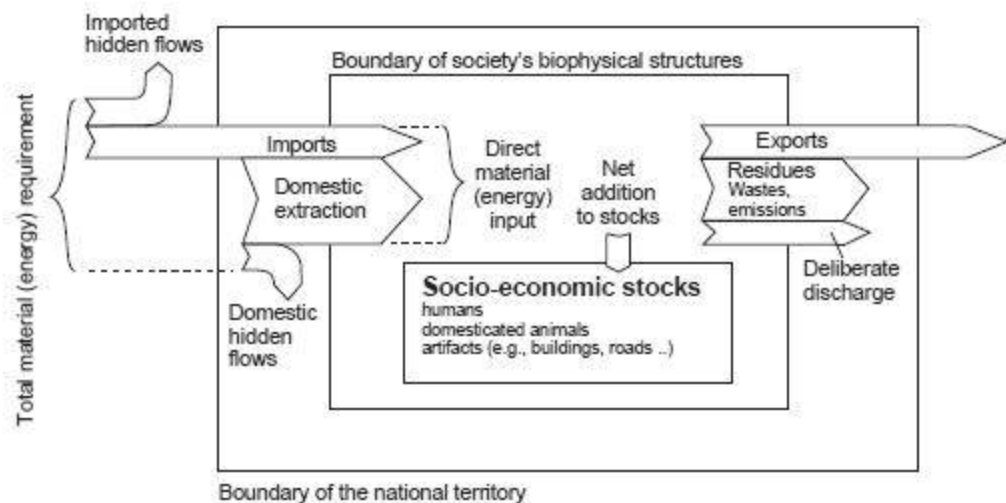 Imported
hidden flows
Boundary of society's biophysical structures
Total material (energy) requirement
Imports
Domestic
extraction
Direct
material
(energy)
input
Net
addition
to stocks
Exports
Residues
Wastes,
emissions
Deliberate
discharge
Domestic
hidden
flows
Socio-economic stocks
humans
domesticated animals
artifacts (e.g., buildings, roads ..)
Boundary of the national territory